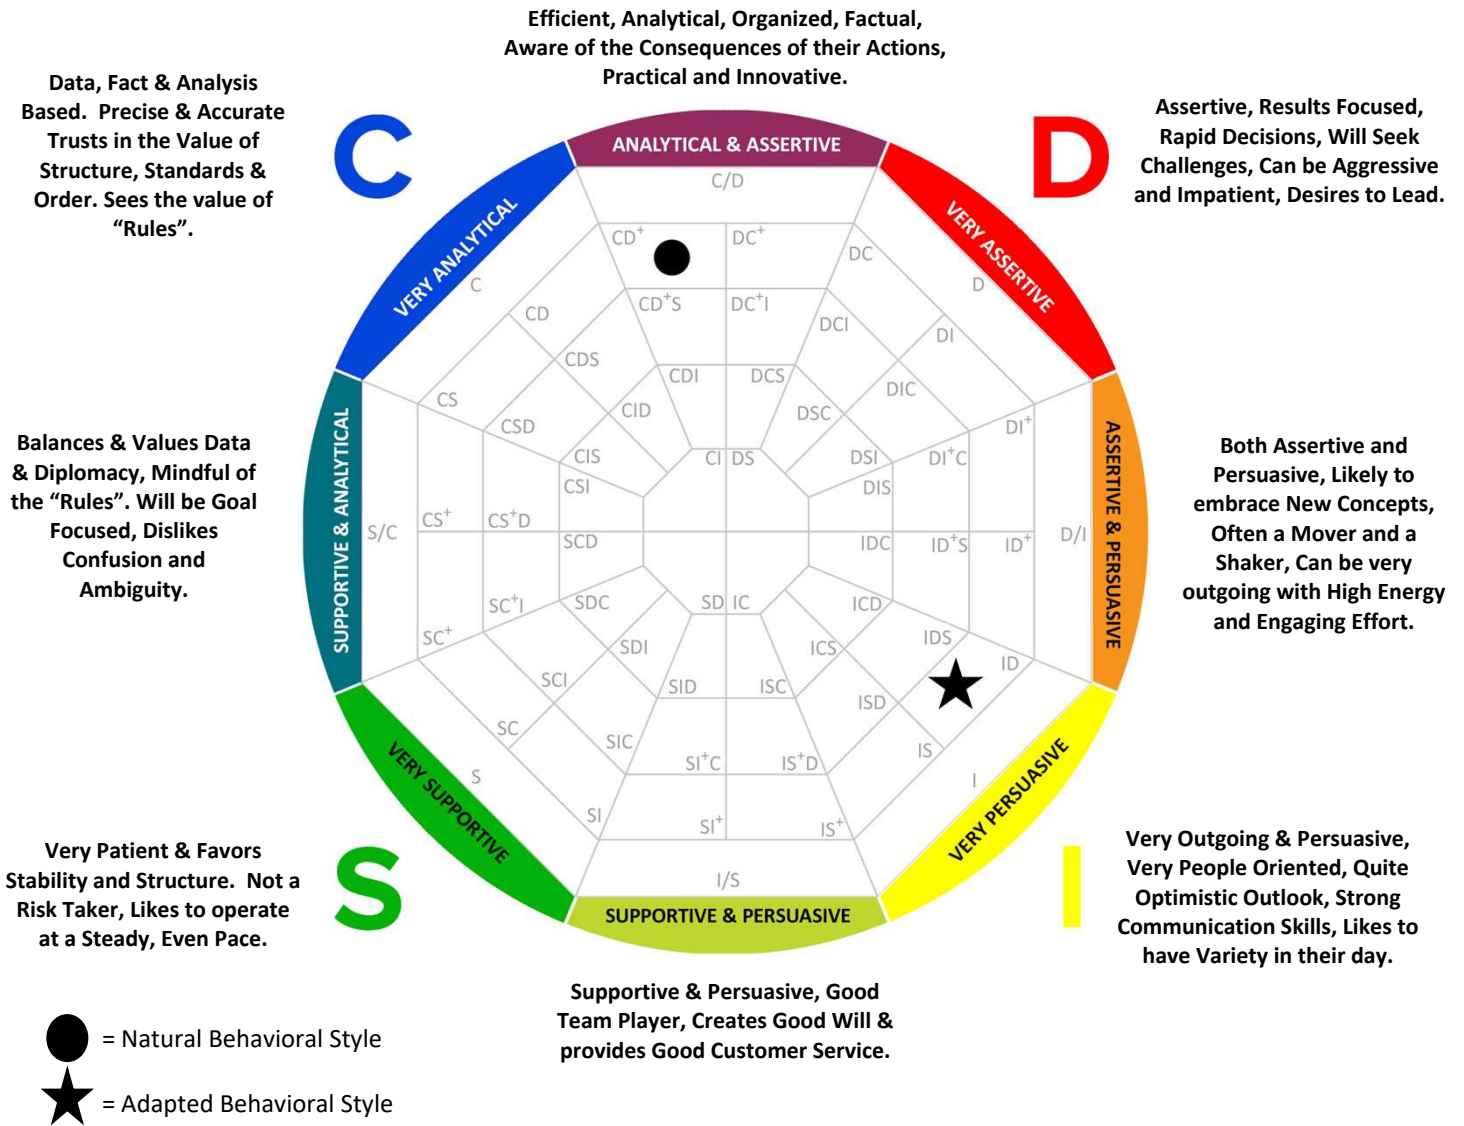 Efficient, Analytical, Organized, Factual,
Aware of the Consequences of their Actions,
Practical and Innovative.
Data, Fact & Analysis
Based.  Precise & Accurate
Trusts in the Value of
Structure, Standards &
Order. Sees the value of
“Rules”.
C
D
Assertive, Results Focused,
Rapid Decisions, Will Seek
Challenges, Can be Aggressive
and Impatient, Desires to Lead.
ANALYTICAL & ASSERTIVE
VERY ANALYTICAL
VERY ASSERTIVE
C/D
CD+
DC+
C
CD
DC
D
CD+S
DC+I
DCI
DI
CDS
CDI
DCS
DIC
CS
CSD
CID
DSC
DI+
CIS
CI
DS
DSI
DI+C
CSI
DIS
Balances & Values Data
& Diplomacy, Mindful of
the “Rules”. Will be Goal
Focused, Dislikes
Confusion and
Ambiguity.
SUPPORTIVE & ANALYTICAL
S/C
CS+
CS+D
SCD
IDC
ID+S
ID+
D/I
ASSERTIVE & PERSUASIVE
Both Assertive and
Persuasive, Likely to
embrace New Concepts,
Often a Mover and a
Shaker, Can be very
outgoing with High Energy
and Engaging Effort.
SC+I
SDC
SD
IC
ICD
SC+
SDI
ICS
IDS
ID
SCI
SID
ISC
ISD
SC
SIC
SI+C
IS+D
IS
S
I
SI
SI+
IS+
I/S
VERY SUPPORTIVE
VERY PERSUASIVE
SUPPORTIVE & PERSUASIVE
Very Patient & Favors
Stability and Structure.  Not a
Risk Taker, Likes to operate
at a Steady, Even Pace.
S
I
Very Outgoing & Persuasive,
Very People Oriented, Quite
Optimistic Outlook, Strong
Communication Skills, Likes to
have Variety in their day.
Supportive & Persuasive, Good
Team Player, Creates Good Will &
provides Good Customer Service.
= Natural Behavioral Style
= Adapted Behavioral Style